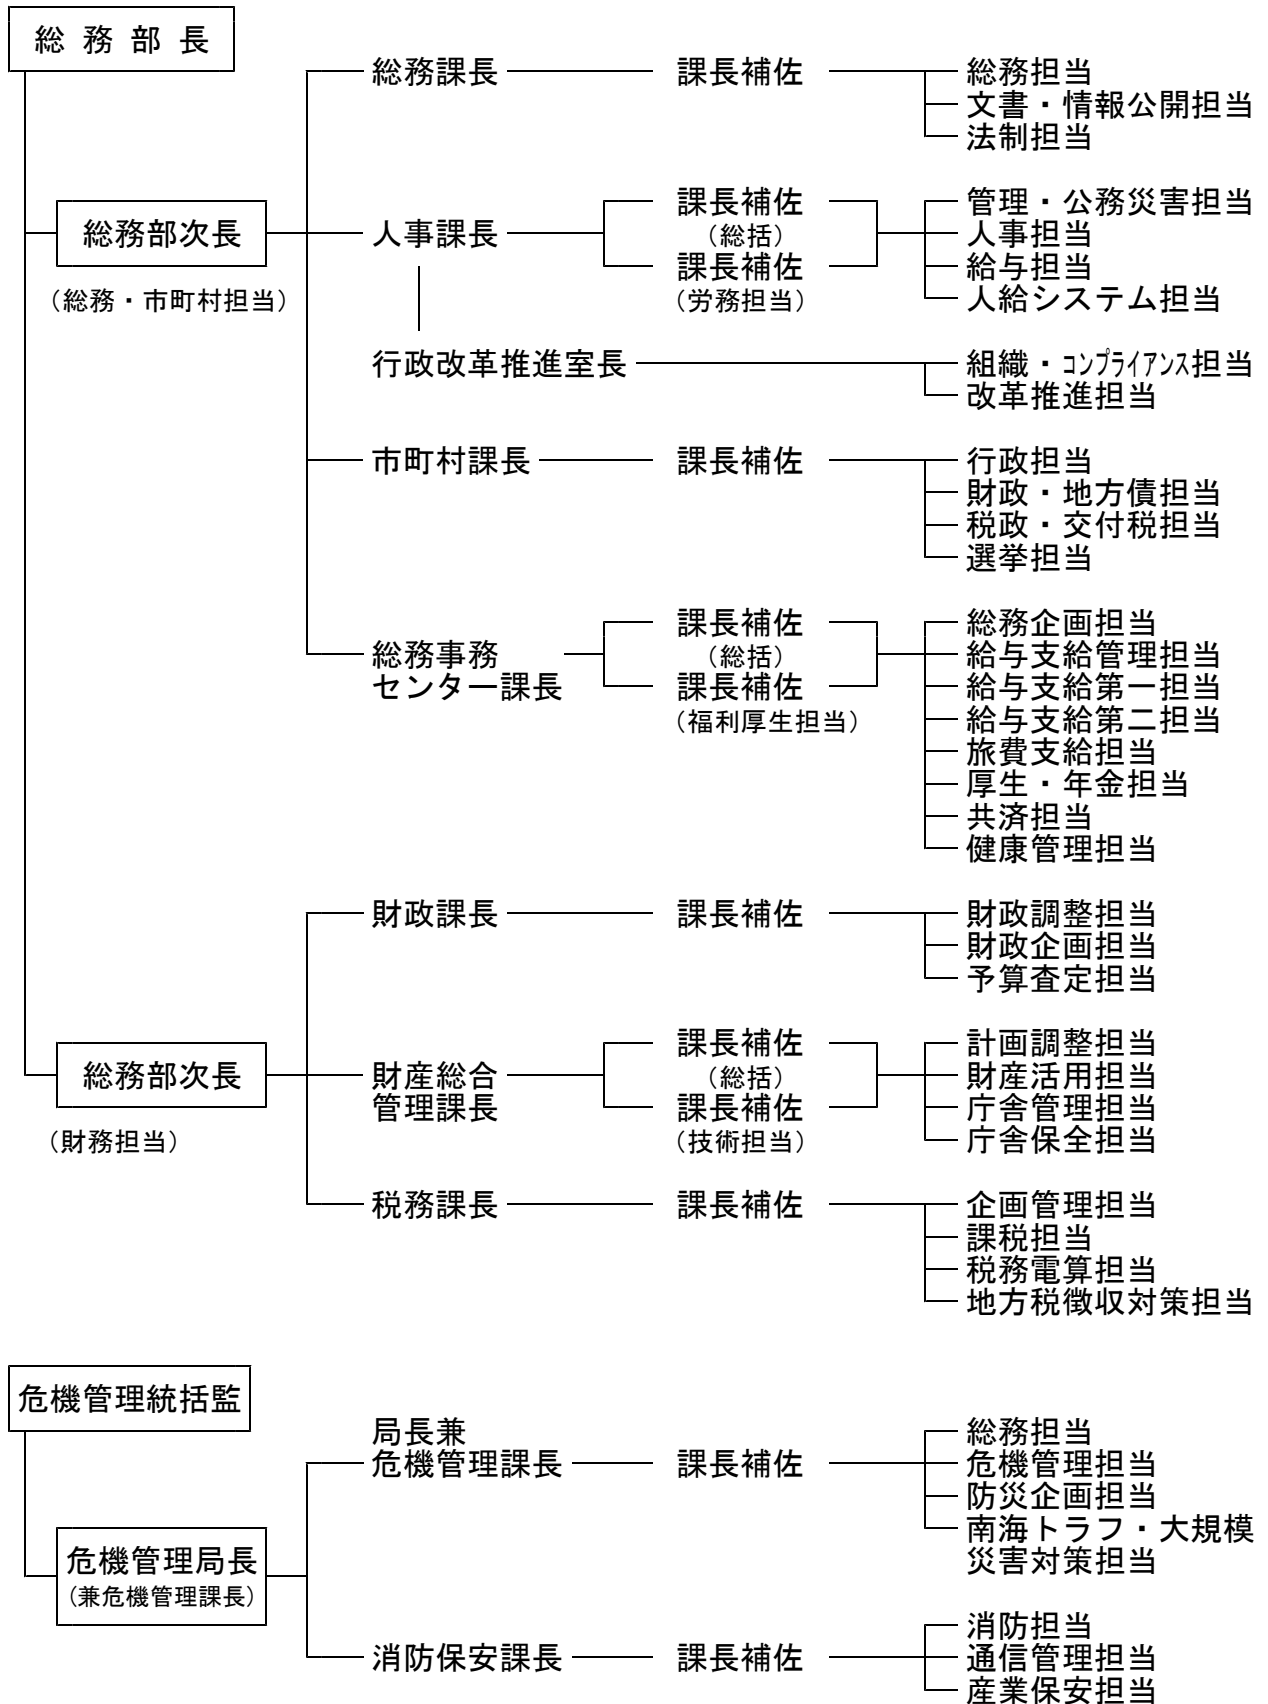 総務部長
総務課長 課長補佐 総務担当
文書・情報公開担当
法制担当
課長補佐 管理・公務災害担当
総務部次長 人事課長 （総括） 人事担当
課長補佐 給与担当
（総務・市町村担当） （労務担当） 人給システム担当
行政改革推進室長 組織・ｺﾝﾌﾟﾗｲｱﾝｽ担当
改革推進担当
市町村課長 課長補佐 行政担当
財政・地方債担当
税政・交付税担当
選挙担当
課長補佐 総務企画担当
総務事務 （総括） 給与支給管理担当
センター課長 課長補佐 給与支給第一担当
（福利厚生担当） 給与支給第二担当
旅費支給担当
厚生・年金担当
共済担当
健康管理担当
財政課長 課長補佐 財政調整担当
財政企画担当
予算査定担当
課長補佐 計画調整担当
総務部次長 財産総合 （総括） 財産活用担当
管理課長 課長補佐 庁舎管理担当
（財務担当） （技術担当） 庁舎保全担当
税務課長 課長補佐 企画管理担当
課税担当
税務電算担当
地方税徴収対策担当
危機管理統括監
局長兼 総務担当
危機管理課長 課長補佐 危機管理担当
防災企画担当
南海トラフ・大規模
危機管理局長 災害対策担当
（兼危機管理課長）
消防担当
消防保安課長 課長補佐 通信管理担当
産業保安担当